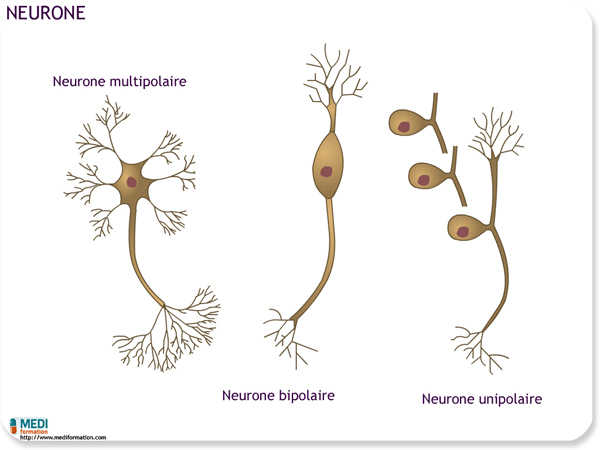 NEURONE
Neurone multipolaire
Neurone bipolaire
Neurone unipolaire
MEDI
formation
http://www.mediformation.com